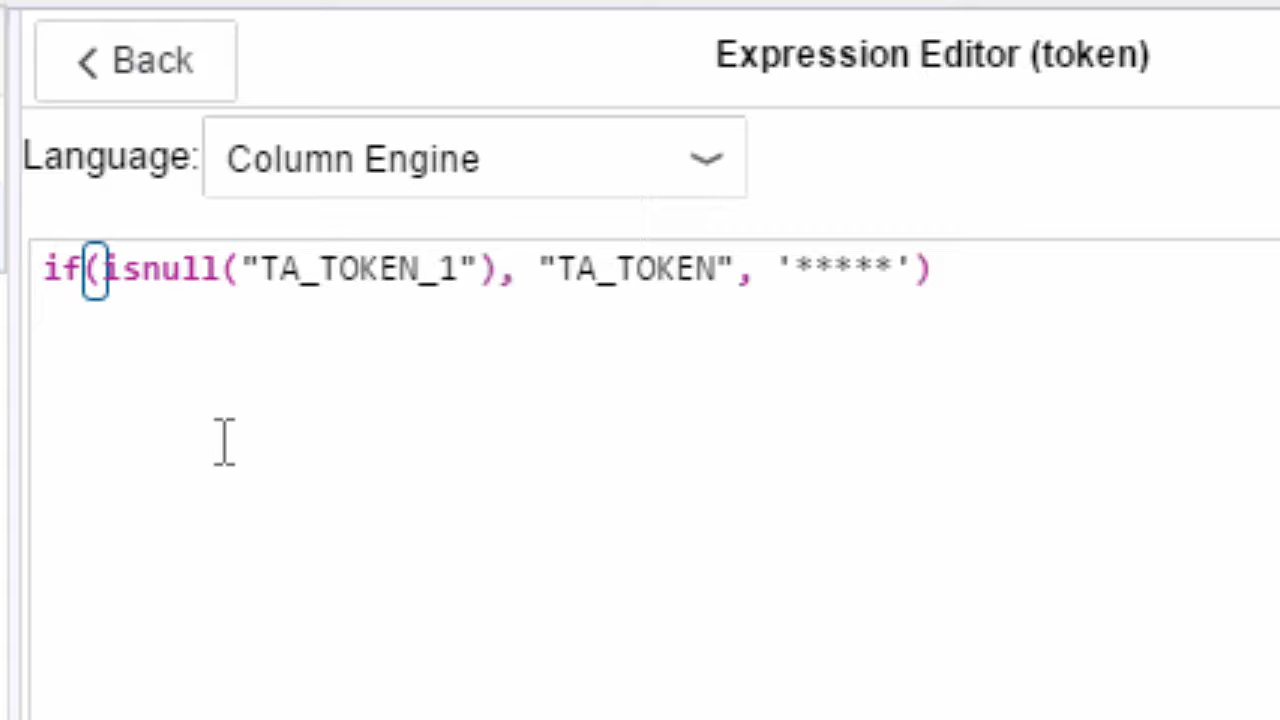 Back
Expression Editor (token)
Language: Column Engine
if(isnull("TA_TOKEN_1"), "TA_TOKEN", '*****')